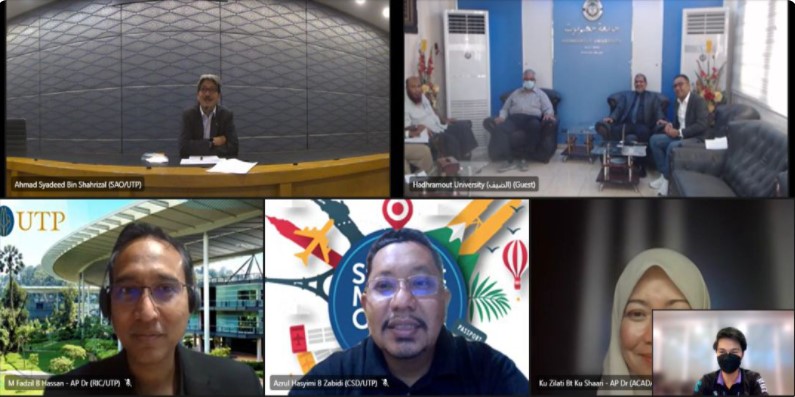 Ahmad Syadeed Bin Shahrizal (SAO/UTP)
Hadhramout University (الضيف) (Guest)
UTP
M Fadzil B Hassan - AP Dr (RIC/UTP)
PASSPORT
Azrul Hasyimi B Zabidi (CSD/UTP)
Ku Zilati Bt Ku Shaari - AP Dr (ACAD/